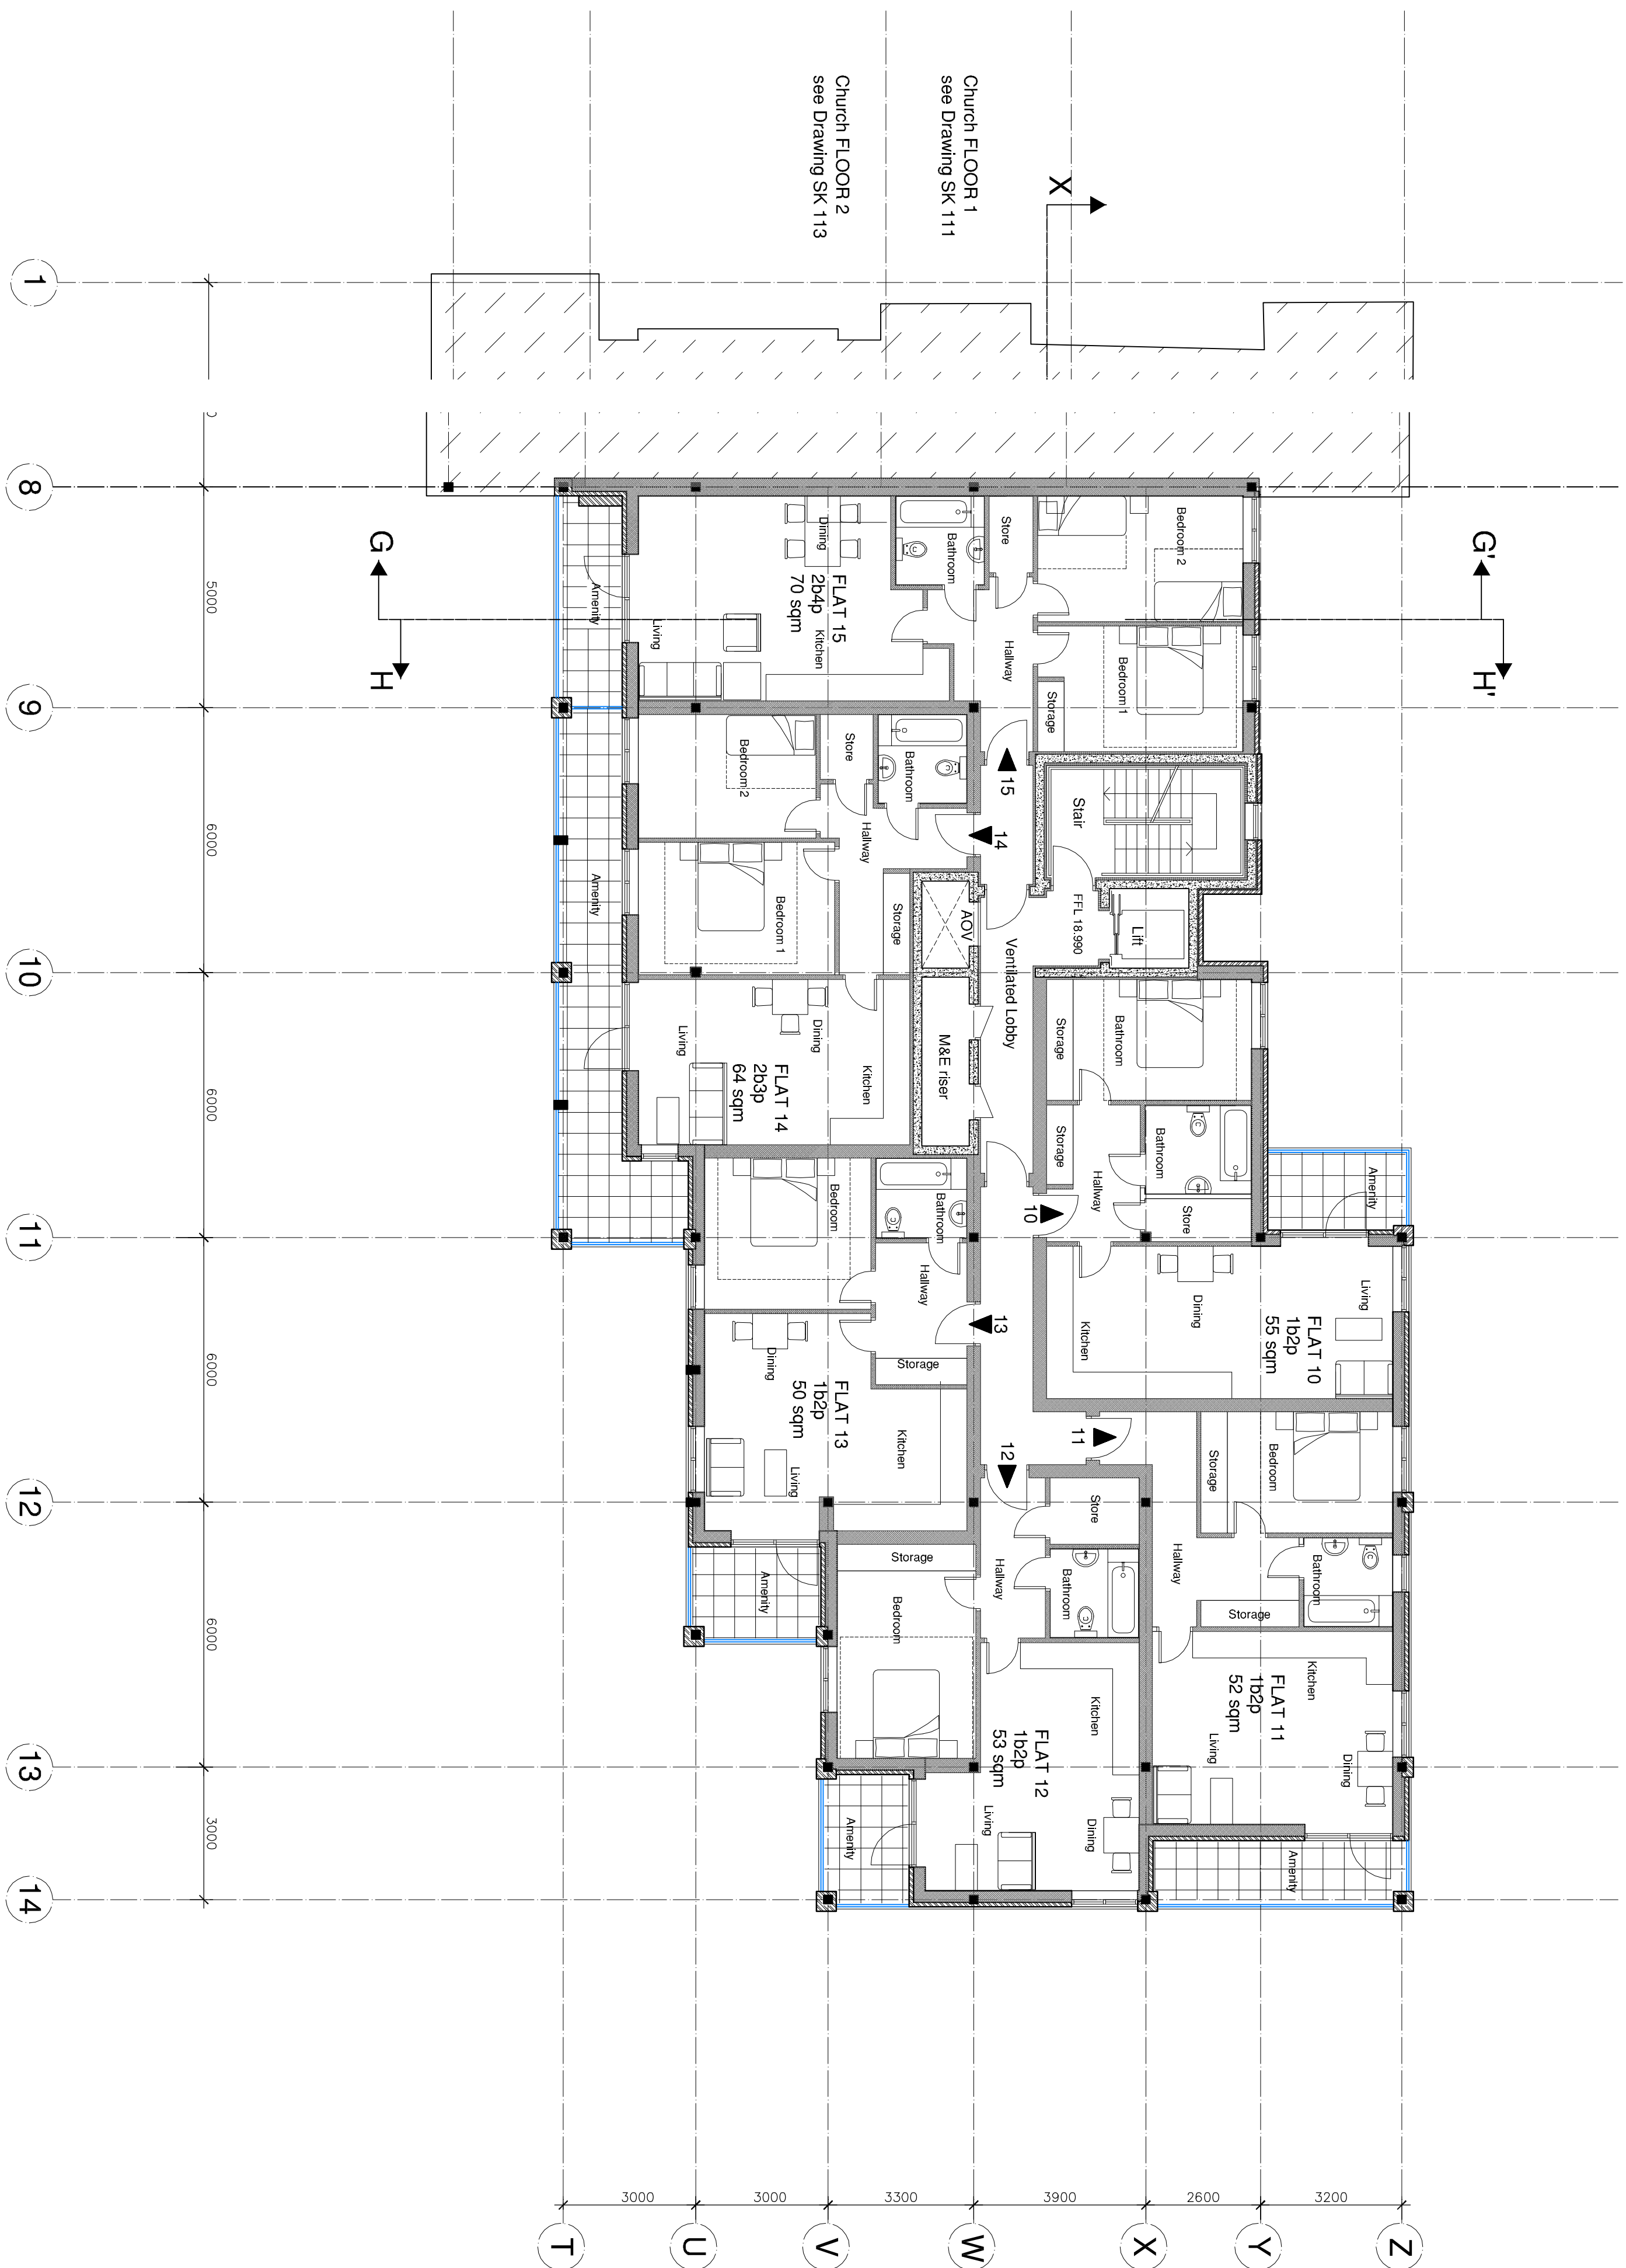 Church FLOOR 1
see Drawing SK 111
Church FLOOR 2
see Drawing SK 113
X
1
8
9
10
11
12
13
14
5000
6000
6000
6000
6000
3000
G
H
G'
H'
Bedroom 2
Bedroom 1
Storage
Store
Bathroom
Hallway
Dining
FLAT 15
2b4p
70 sqm
Kitchen
Living
Amenity
15
Stair
14
Lift
FFL 18.990
Ventilated Lobby
AOV
M&E riser
Bathroom
Store
Bedroom 2
Hallway
Bedroom 1
Storage
Amenity
Dining
Living
Kitchen
FLAT 14
2b3p
64 sqm
Bathroom
Storage
Storage
Bathroom
Hallway
Store
Amenity
10
Living
Dining
Kitchen
FLAT 10
1b2p
55 sqm
Bedroom
Bathroom
Hallway
13
Storage
Dining
FLAT 13
1b2p
50 sqm
Living
Kitchen
Amenity
11
12
Bedroom
Storage
Bathroom
Hallway
Storage
Kitchen
FLAT 11
1b2p
52 sqm
Living
Dining
Amenity
Store
Storage
Hallway
Bathroom
Bedroom
Kitchen
FLAT 12
1b2p
53 sqm
Living
Dining
Amenity
3000
3000
3300
3900
2600
3200
T
U
V
W
X
Y
Z